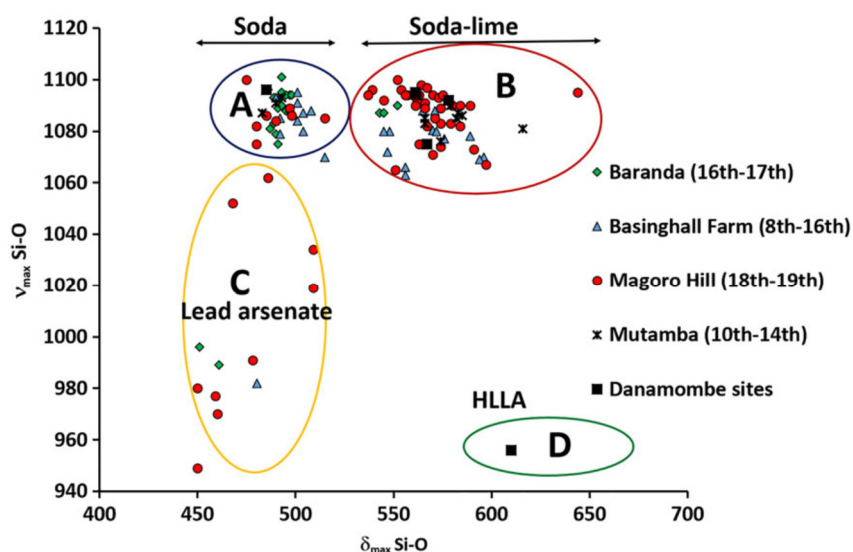 Soda
Soda-lime
1120
1100
1080
1060
1040
1020
1000
980
960
940
ν max Si-O
A
B
C
Lead arsenate
HLLA
D
Baranda (16th-17th)
Basinghall Farm (8th-16th)
Magoro Hill (18th-19th)
Mutamba (10th-14th)
Danamombe sites
400 450 500 550 600 650 700
δ max Si-O